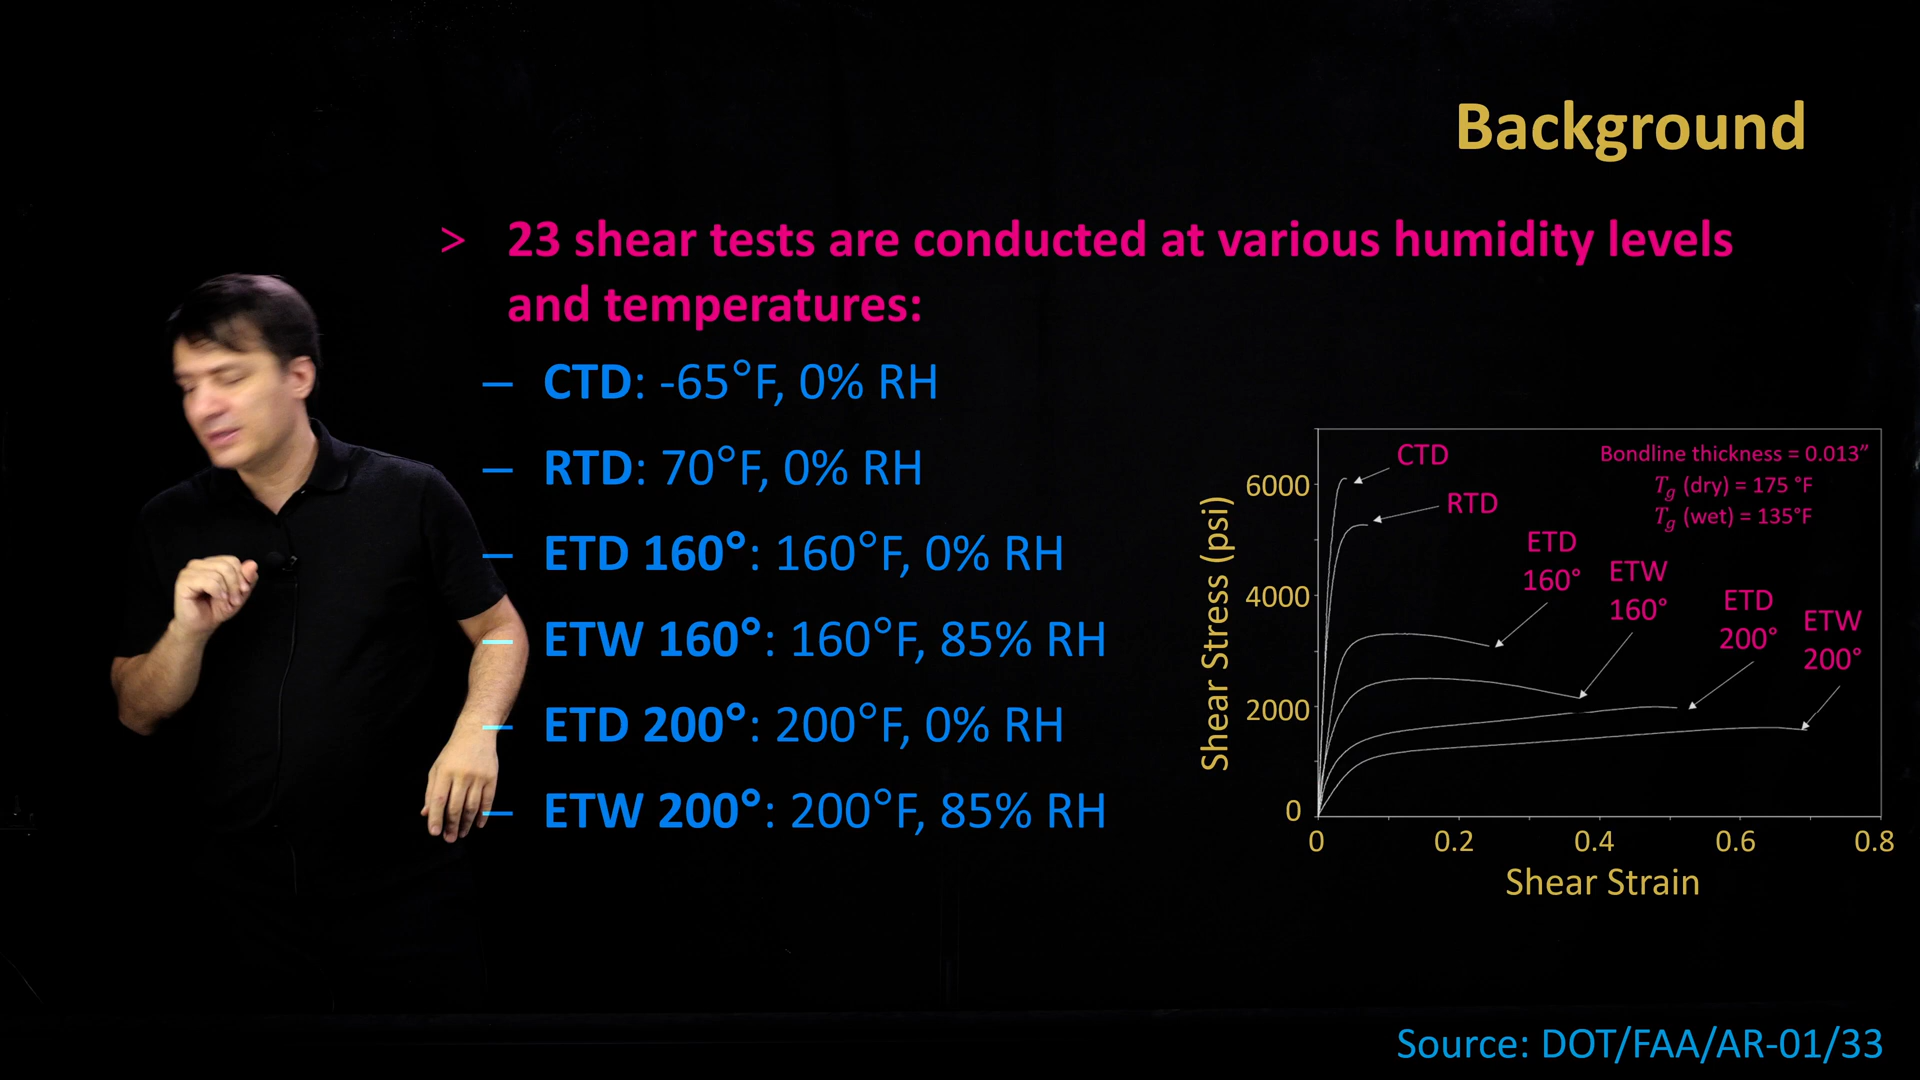 Background
> 23 shear tests are conducted at various humidity levels
and temperatures:
– CTD: -65°F, 0% RH
– RTD: 70°F, 0% RH
– ETD 160°: 160°F, 0% RH
– ETW 160°: 160°F, 85% RH
– ETD 200°: 200°F, 0% RH
– ETW 200°: 200°F, 85% RH
Shear Stress (psi)
6000
4000
2000
0
0 0.2 0.4 0.6 0.8
Shear Strain
CTD
RTD
ETD
160°
ETW
160°
ETD
200°
ETW
200°
Bondline thickness = 0.013”
Tg (dry) = 175 °F
Tg (wet) = 135°F
Source: DOT/FAA/AR-01/33